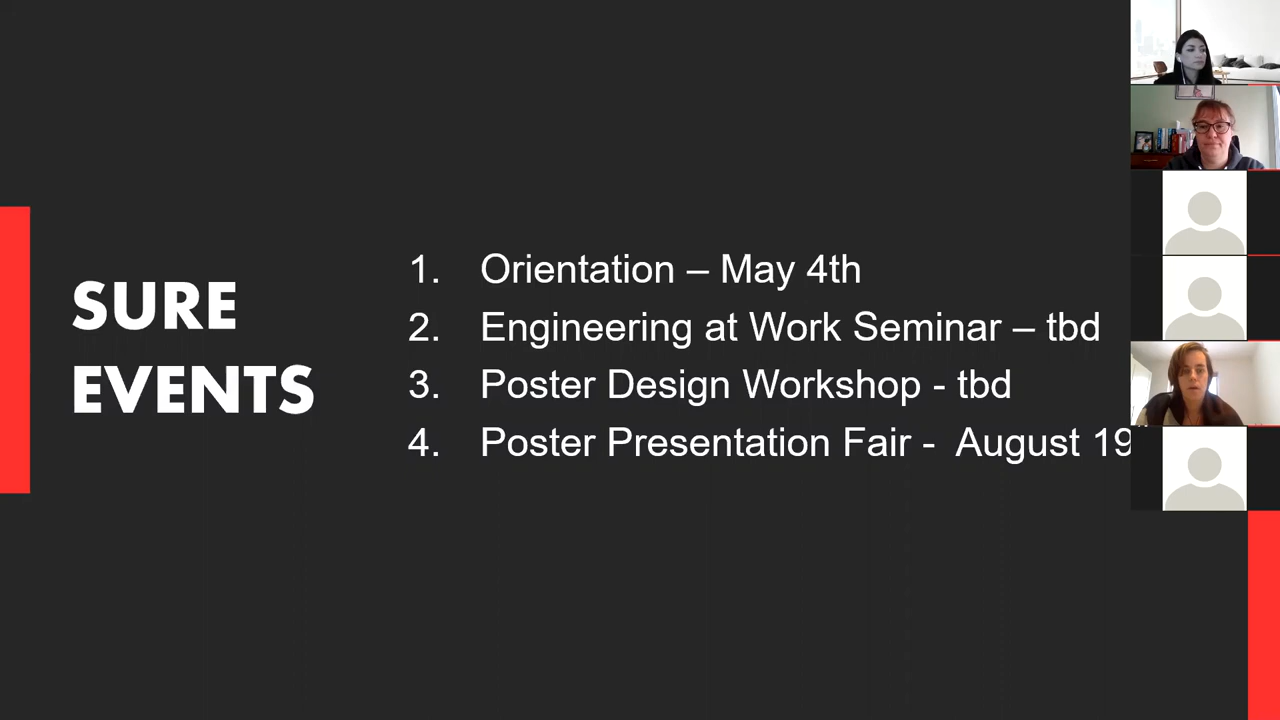 SURE
EVENTS
1. Orientation – May 4th
2. Engineering at Work Seminar – tbd
3. Poster Design Workshop - tbd
4. Poster Presentation Fair - August 19